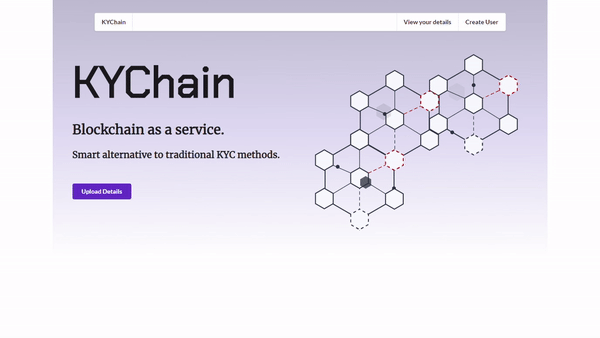 KYChain
View your details
Create User
KYChain
Blockchain as a service.
Smart alternative to traditional KYC methods.
Upload Details